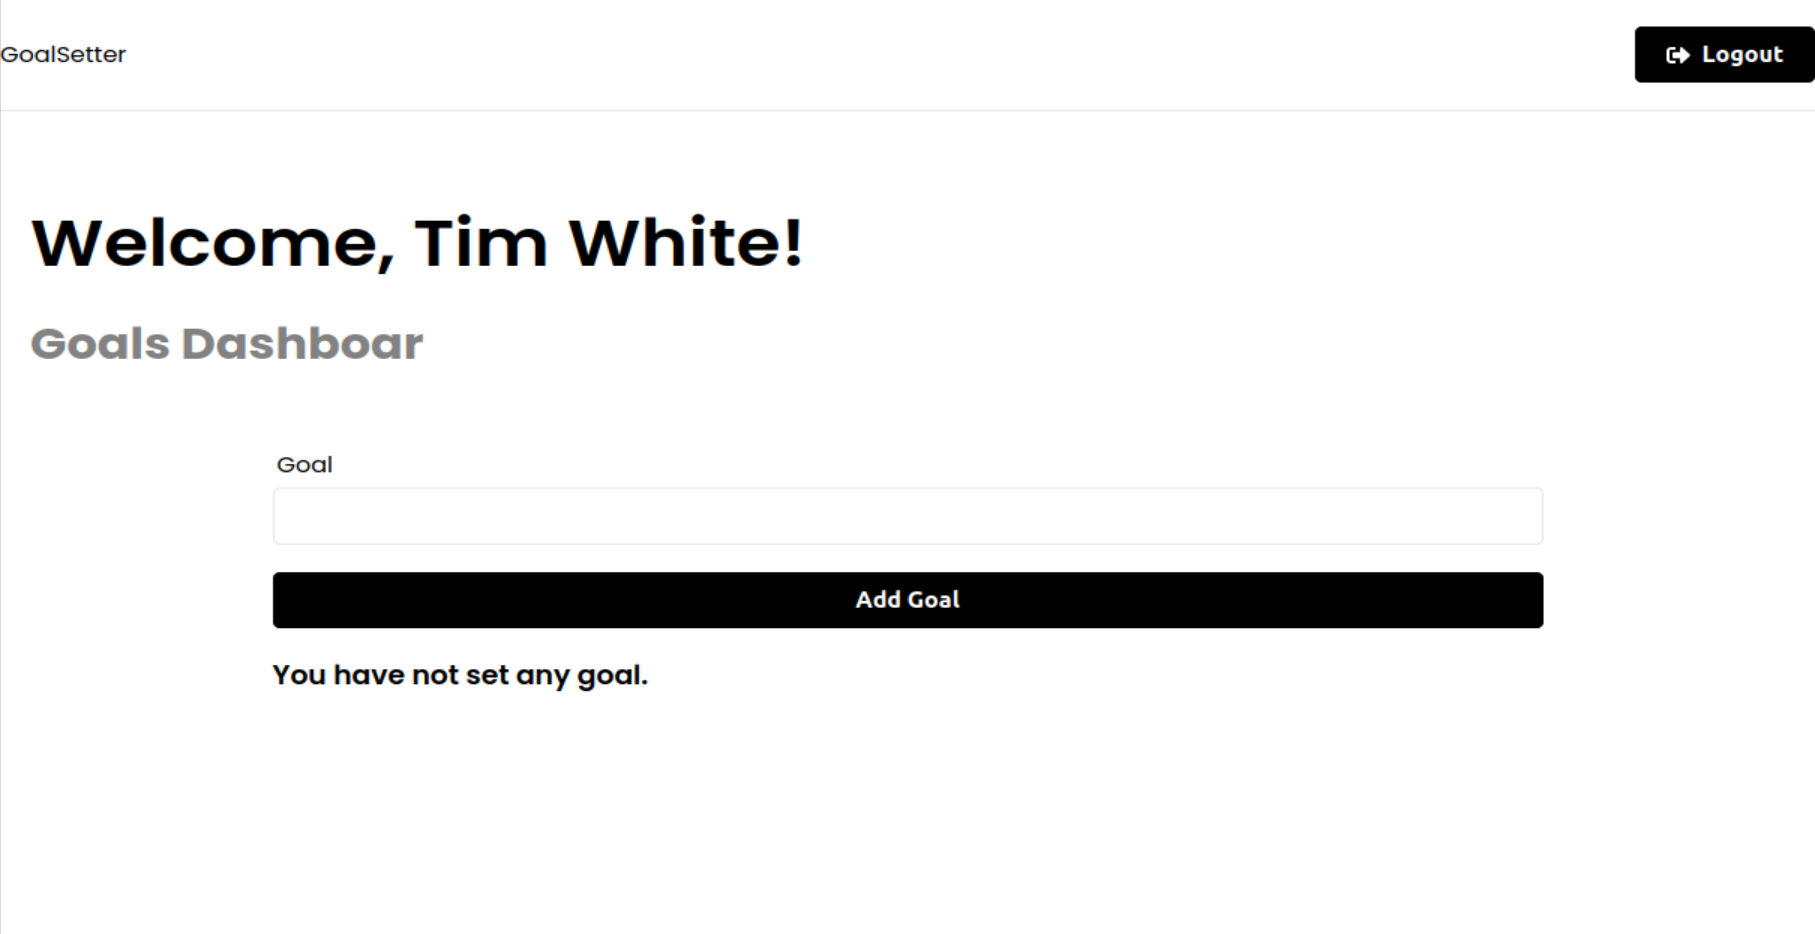 GoalSetter
Logout
Welcome, Tim White!
Goals Dashboar
Goal
Add Goal
You have not set any goal.